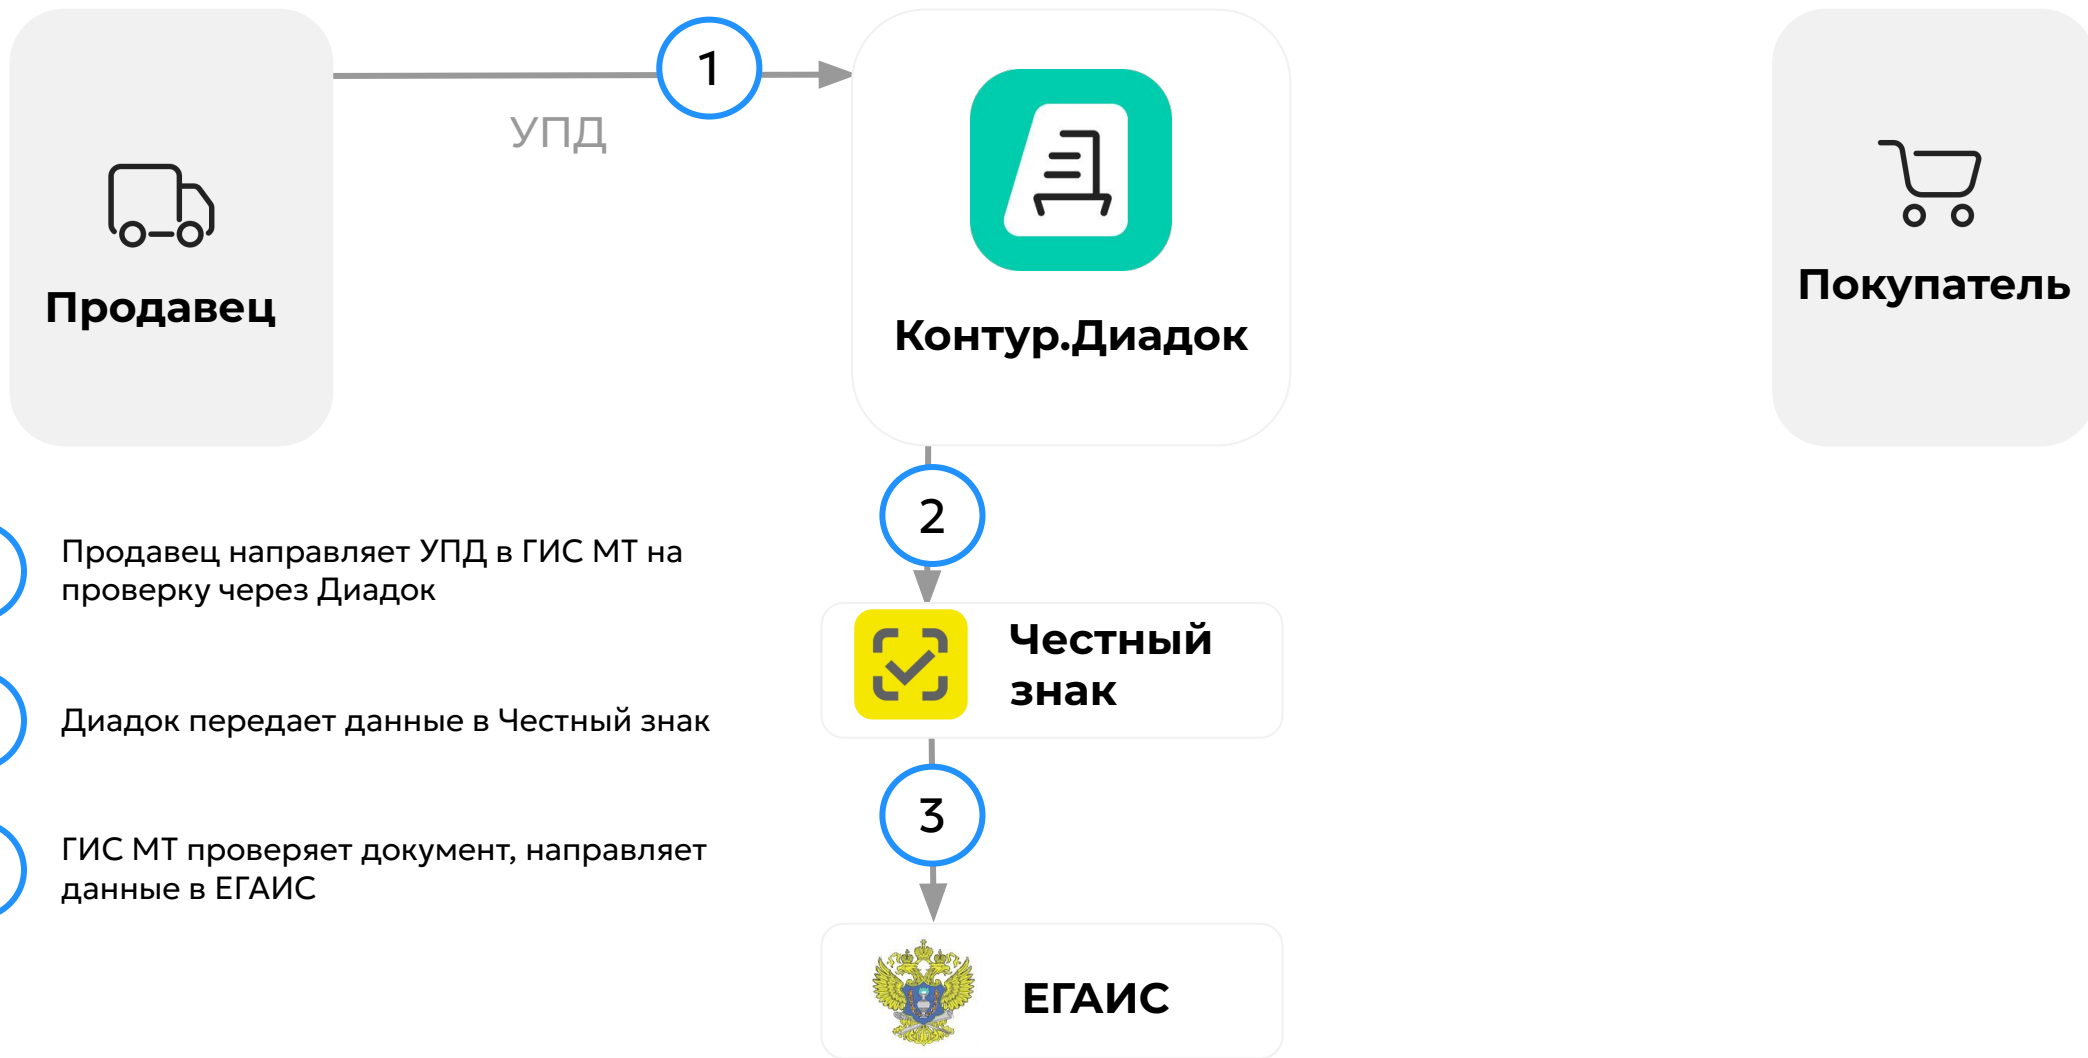 1
УПД
Продавец
Контур.Диадок
Покупатель
2
Продавец направляет УПД в ГИС МТ на
проверку через Диадок
Честный
знак
Диадок передает данные в Честный знак
3
ГИС МТ проверяет документ, направляет
данные в ЕГАИС
ЕГАИС